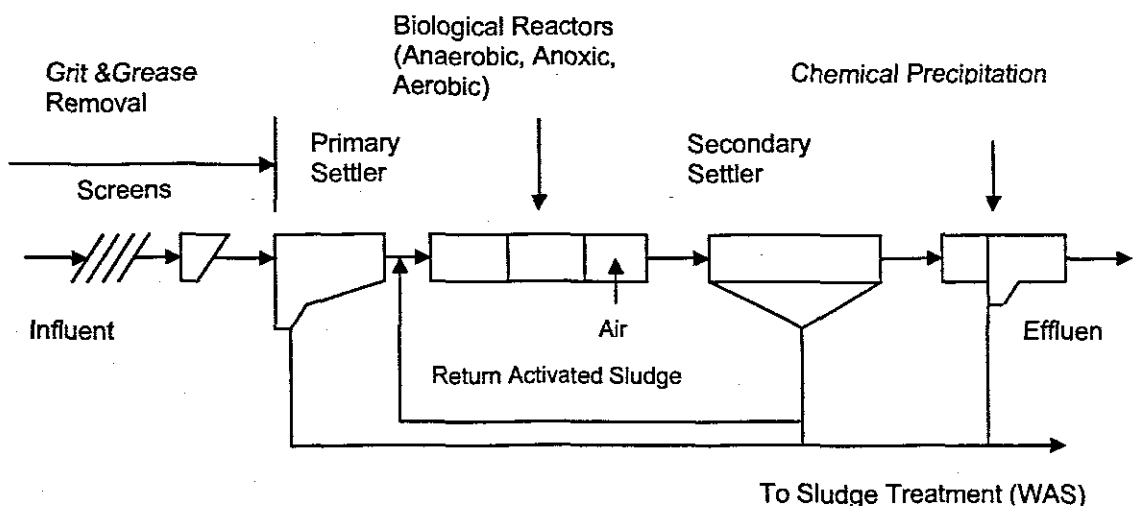 Biological Reactors
(Anaerobic, Anoxic,
Aerobic)
Grit &Grease
Removal
Chemical Precipitation
Primary
Settler
Secondary
Settler
Screens
Influent
Air
Effluen
Return Activated Sludge
To Sludge Treatment (WAS)